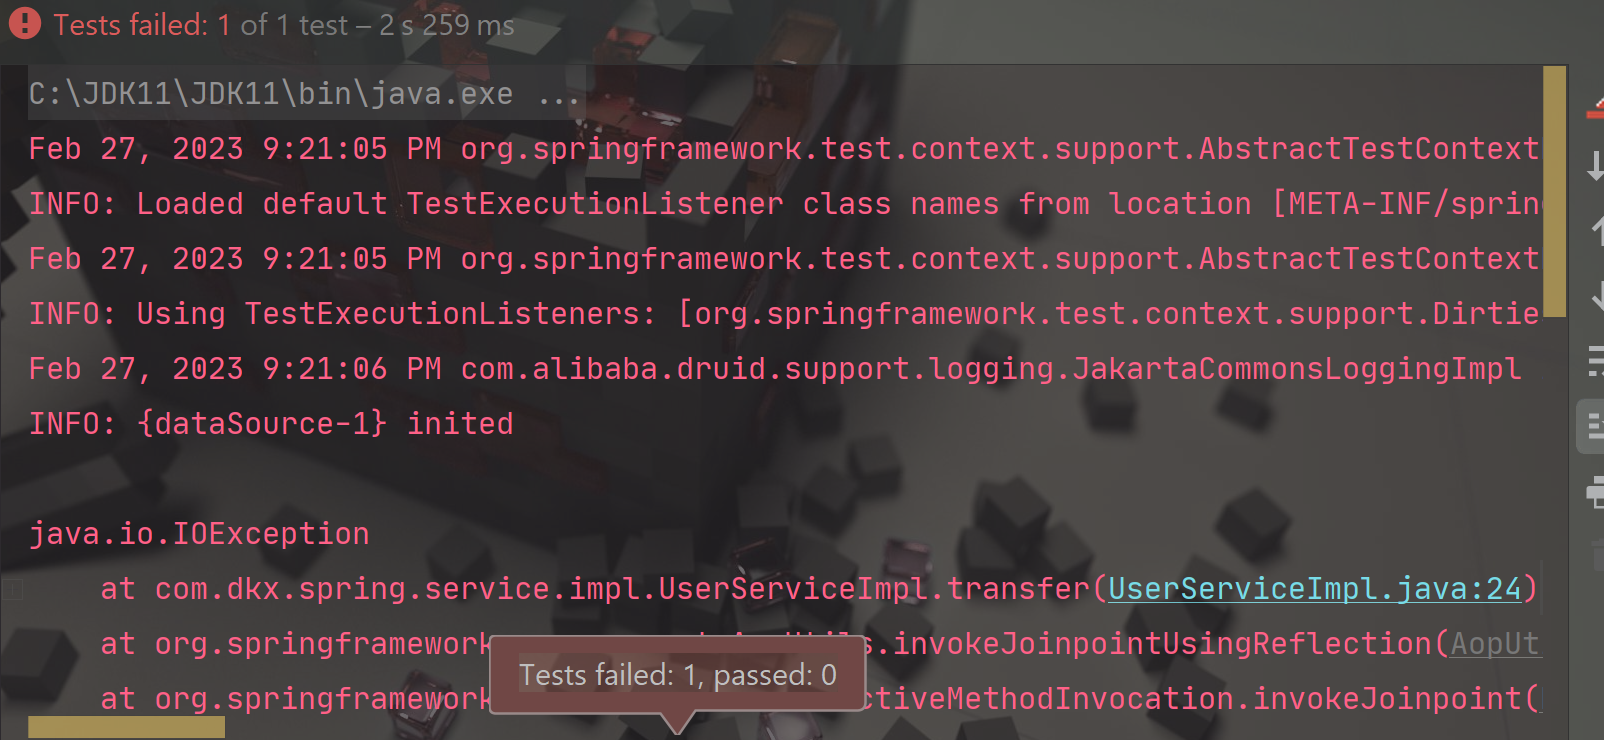 Tests failed: 1 of 1 test – 2 s 259 ms
C:\JDK11\JDK11\bin\java.exe ...
Feb 27, 2023 9:21:05 PM org.springframework.test.context.support.AbstractTestContext
INFO: Loaded default TestExecutionListener class names from location [META-INF/spring
Feb 27, 2023 9:21:05 PM org.springframework.test.context.support.AbstractTestContext
INFO: Using TestExecutionListeners: [org.springframework.test.context.support.Dirtie
Feb 27, 2023 9:21:06 PM com.alibaba.druid.support.logging.JakartaCommonsLoggingImpl
INFO: {dataSource-1} inited
java.io.IOException
at com.dkx.spring.service.impl.UserServiceImpl.transfer(UserServiceImpl.java:24)
at org.springframework s.invokeJoinpointUsingReflection(AopUt
at org.springframework ctiveMethodInvocation.invokeJoinpoint(
Tests failed: 1, passed: 0